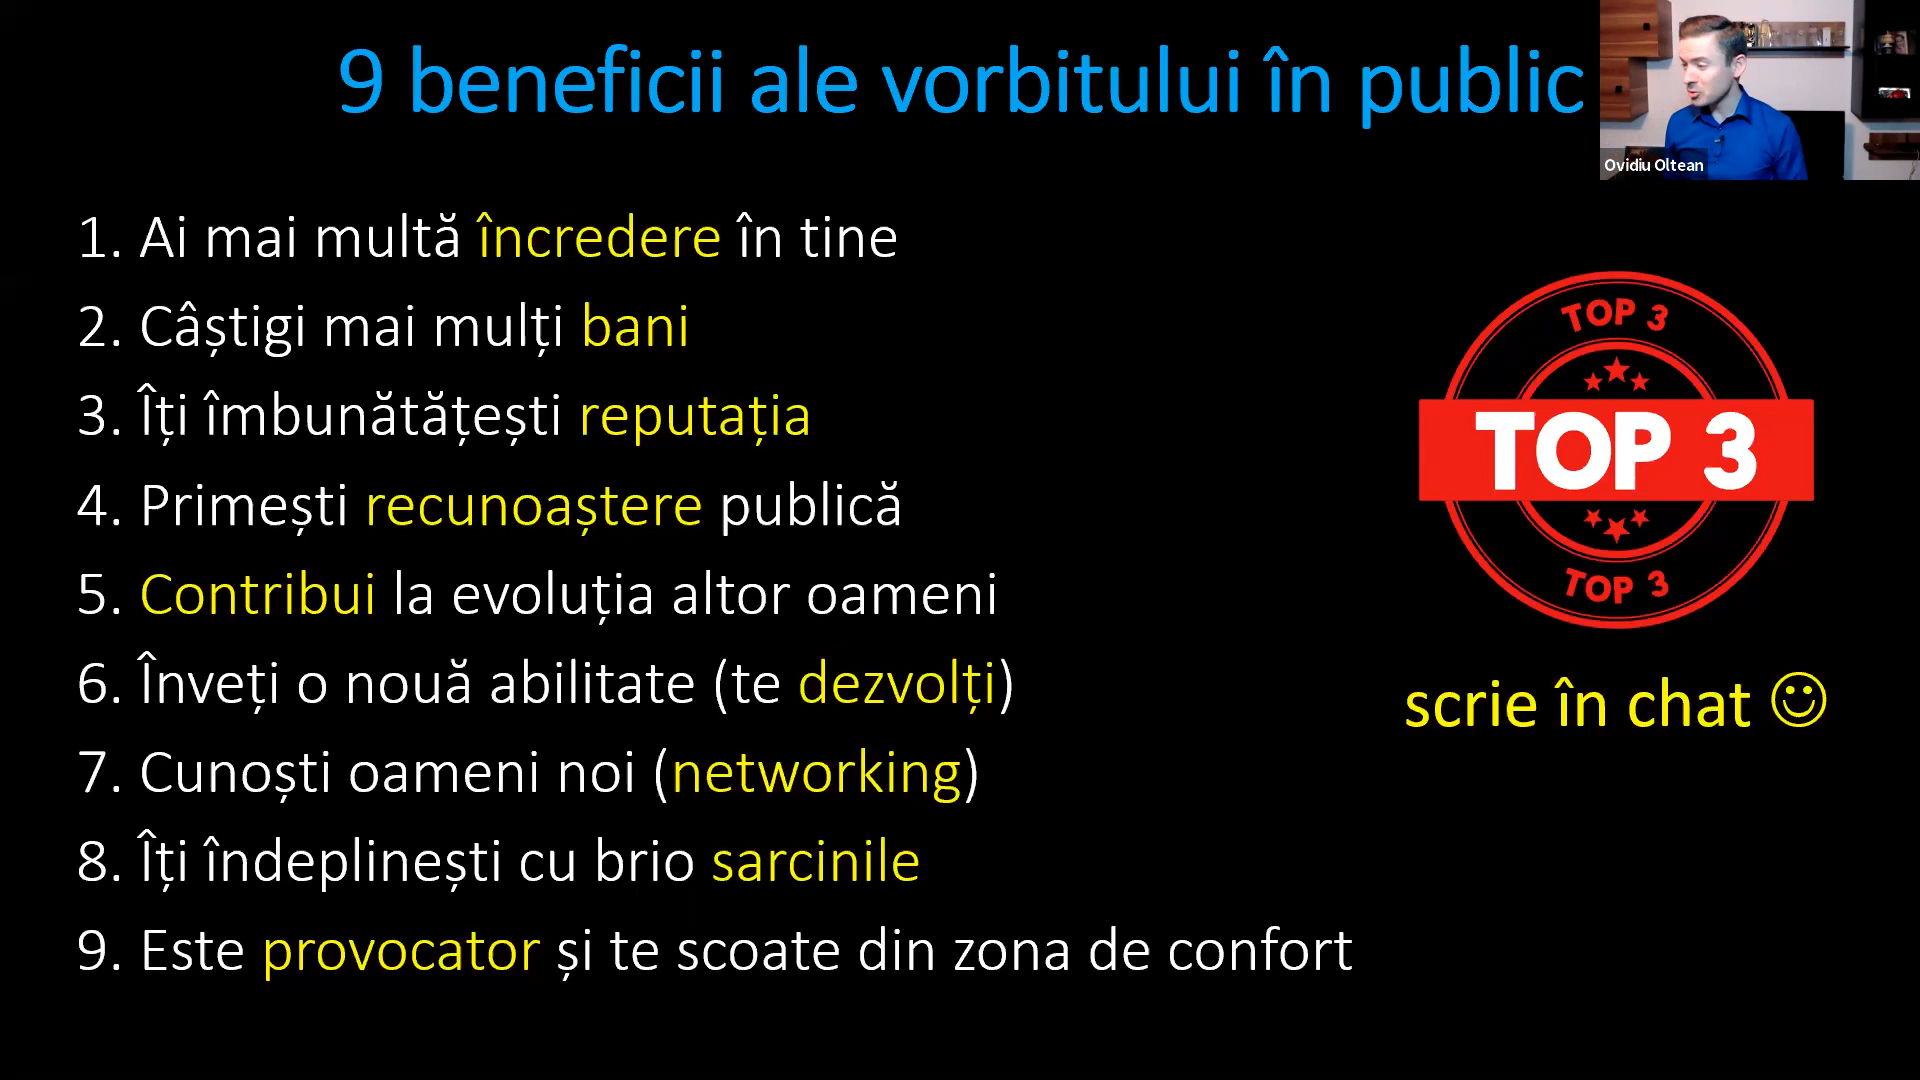 9 beneficii ale vorbitului în public
Ovidiu Oltean
1. Ai mai multă încredere în tine
2. Câștigi mai mulți bani
3. Îți îmbunătățești reputația
4. Primești recunoaștere publică
5. Contribui la evoluția altor oameni
6. Înveți o nouă abilitate (te dezvolți)
7. Cunoști oameni noi (networking)
8. Îți îndeplinești cu brio sarcinile
9. Este provocator și te scoate din zona de confort
TOP 3
TOP 3
TOP 3
scrie în chat ☺